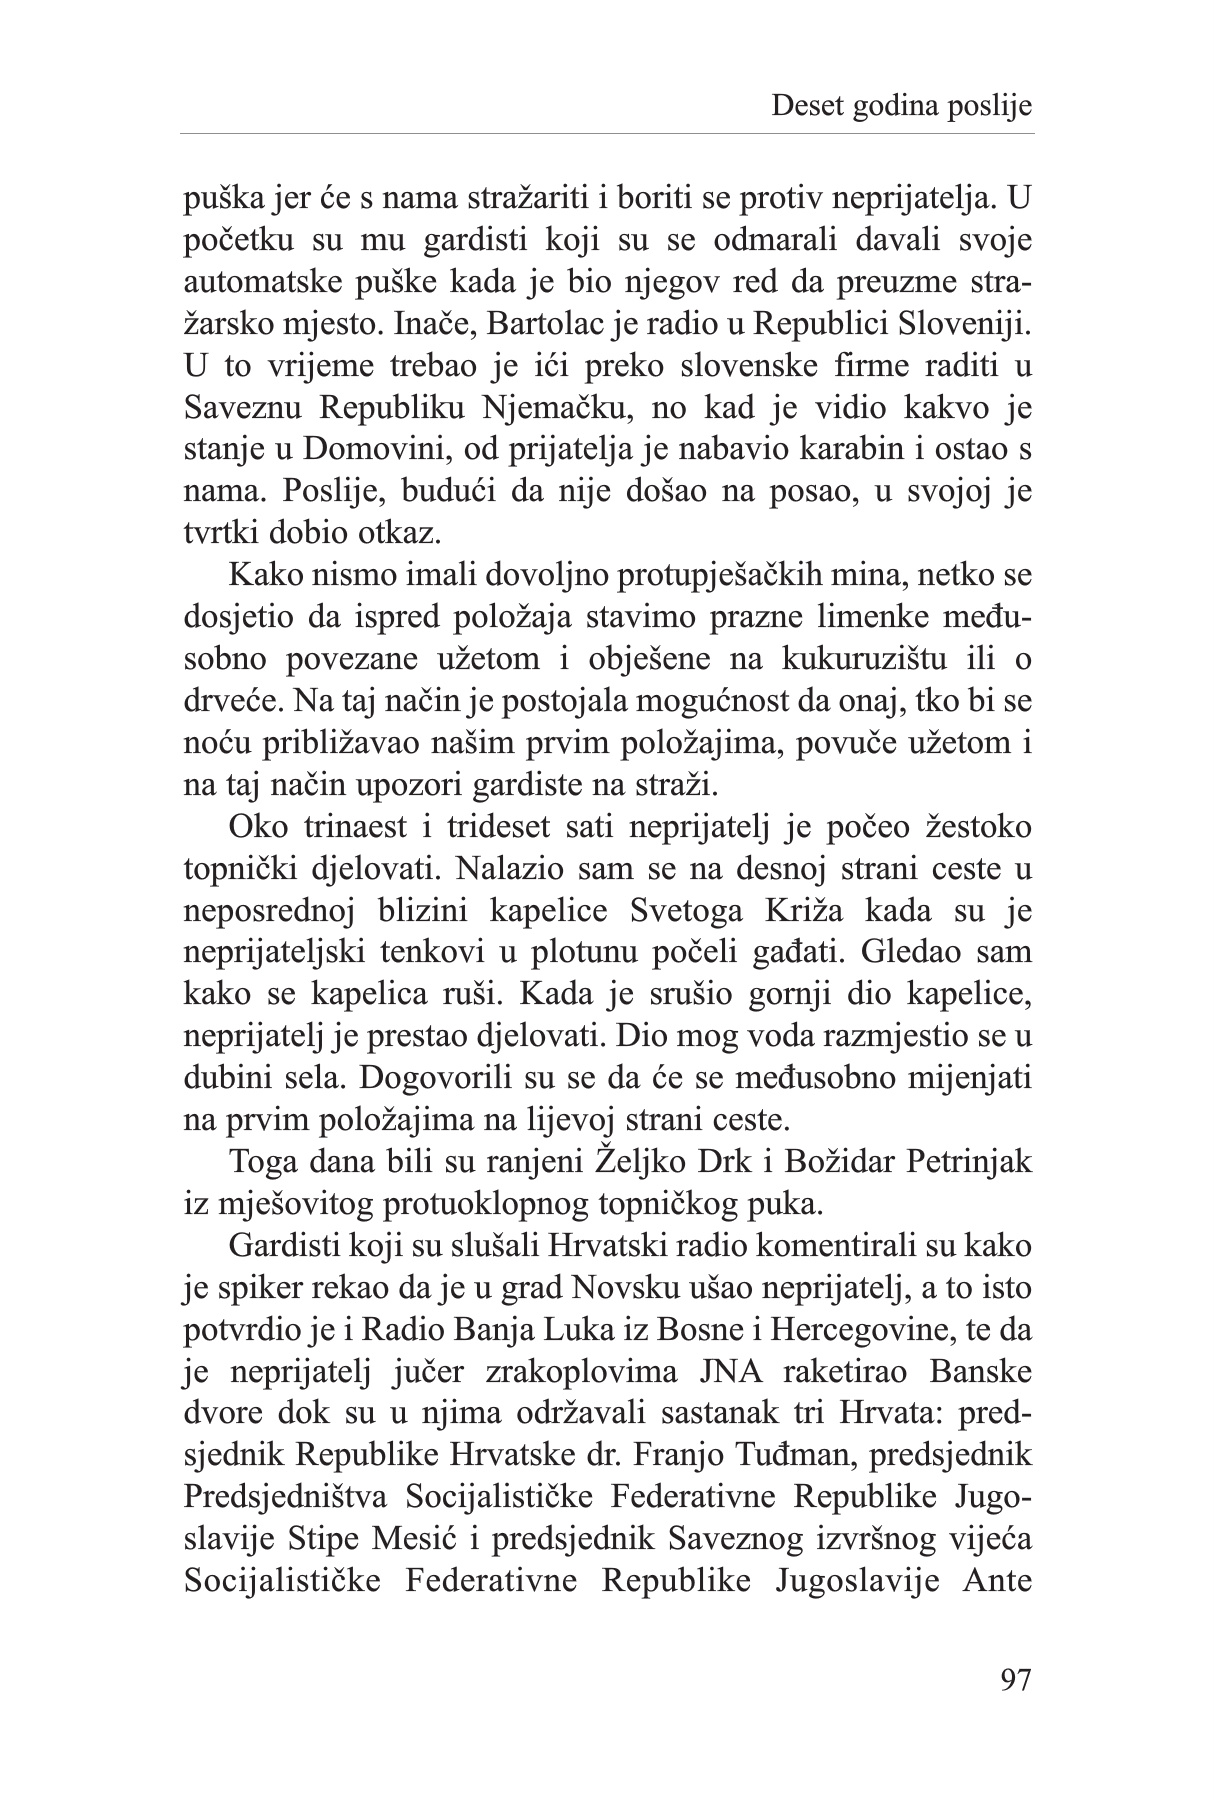 Deset godina poslije
puška jer će s nama stražariti i boriti se protiv neprijatelja. U
početku su mu gardisti koji su se odmarali davali svoje
automatske puške kada je bio njegov red da preuzme stra-
žarsko mjesto. Inače, Bartolac je radio u Republici Sloveniji.
U to vrijeme trebao je ići preko slovenske firme raditi u
Saveznu Republiku Njemačku, no kad je vidio kakvo je
stanje u Domovini, od prijatelja je nabavio karabin i ostao s
nama. Poslije, budući da nije došao na posao, u svojoj je
tvrtki dobio otkaz.
Kako nismo imali dovoljno protupješačkih mina, netko se
dosjetio da ispred položaja stavimo prazne limenke među-
sobno povezane užetom i obješene na kukuruzištu ili o
drveće. Na taj način je postojala mogućnost da onaj, tko bi se
noću približavao našim prvim položajima, povuče užetom i
na taj način upozori gardiste na straži.
Oko trinaest i trideset sati neprijatelj je počeo žestoko
topnički djelovati. Nalazio sam se na desnoj strani ceste u
neposrednoj blizini kapelice Svetoga Križa kada su je
neprijateljski tenkovi u plotunu počeli gađati. Gledao sam
kako se kapelica ruši. Kada je srušio gornji dio kapelice,
neprijatelj je prestao djelovati. Dio mog voda razmjestio se u
dubini sela. Dogovorili su se da će se međusobno mijenjati
na prvim položajima na lijevoj strani ceste.
Toga dana bili su ranjeni Željko Drk i Božidar Petrinjak
iz mješovitog protuoklopnog topničkog puka.
Gardisti koji su slušali Hrvatski radio komentirali su kako
je spiker rekao da je u grad Novsku ušao neprijatelj, a to isto
potvrdio je i Radio Banja Luka iz Bosne i Hercegovine, te da
je neprijatelj jučer zrakoplovima JNA raketirao Banske
dvore dok su u njima održavali sastanak tri Hrvata: pred-
sjednik Republike Hrvatske dr. Franjo Tuđman, predsjednik
Predsjedništva Socijalističke Federativne Republike Jugo-
slavije Stipe Mesić i predsjednik Saveznog izvršnog vijeća
Socijalističke Federativne Republike Jugoslavije Ante
97